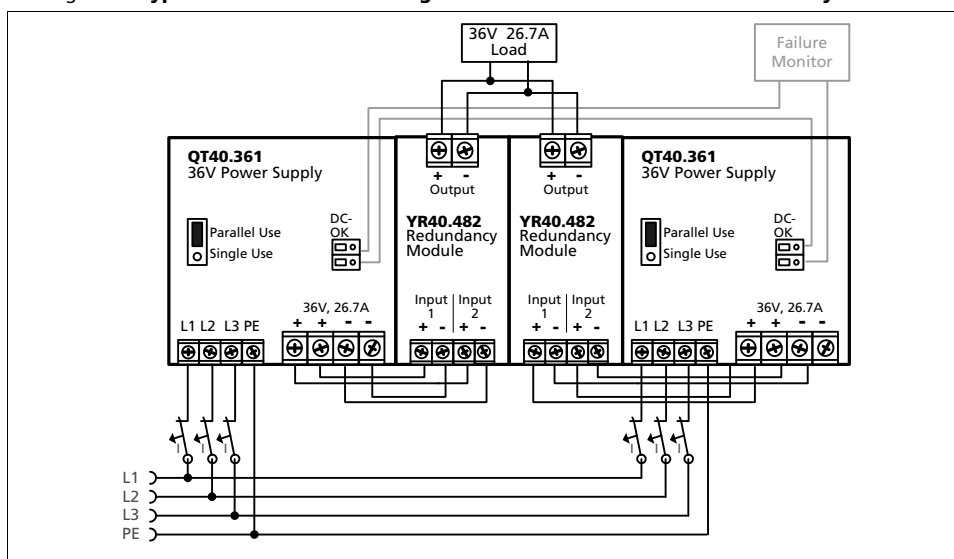 36V 26.7A
Load
Failure
Monitor
QT40.361
36V Power Supply
Parallel Use
Single Use
DC-
OK
L1 L2 L3 PE
36V, 26.7A
+ + - -
+ -
Output
YR40.482
Redundancy
Module
Input Input
1 2
+ - + -
+ -
Output
YR40.482
Redundancy
Module
Input Input
1 2
+ - + -
QT40.361
36V Power Supply
Parallel Use
Single Use
DC-
OK
L1 L2 L3 PE
36V, 26.7A
+ + - -
I I I
I I I
L1
L2
L3
PE